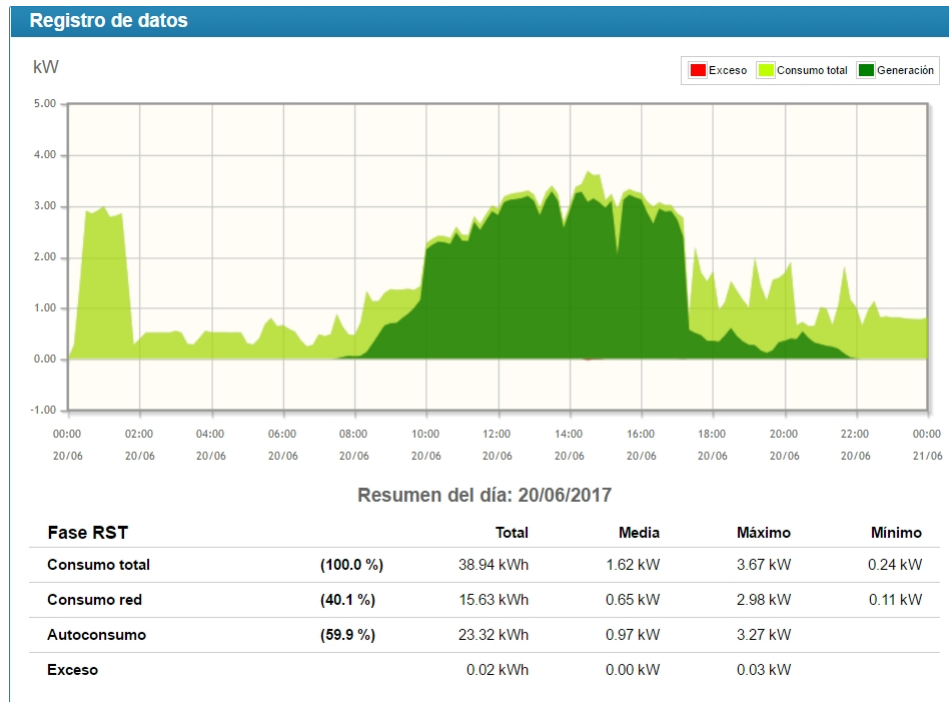 Registro de datos
kW
Exceso Consumo total Generación
5.00
4.00
3.00
2.00
1.00
0.00
-1.00
00:00 02:00 04:00 06:00 08:00 10:00 12:00 14:00 16:00 18:00 20:00 22:00 00:00
20/06 20/06 20/06 20/06 20/06 20/06 20/06 20/06 20/06 20/06 20/06 20/06 21/06
Resumen del día: 20/06/2017
Fase RST Total Media Máximo Mínimo
Consumo total (100.0 %) 38.94 kWh 1.62 kW 3.67 kW 0.24 kW
Consumo red (40.1 %) 15.63 kWh 0.65 kW 2.98 kW 0.11 kW
Autoconsumo (59.9 %) 23.32 kWh 0.97 kW 3.27 kW
Exceso 0.02 kWh 0.00 kW 0.03 kW